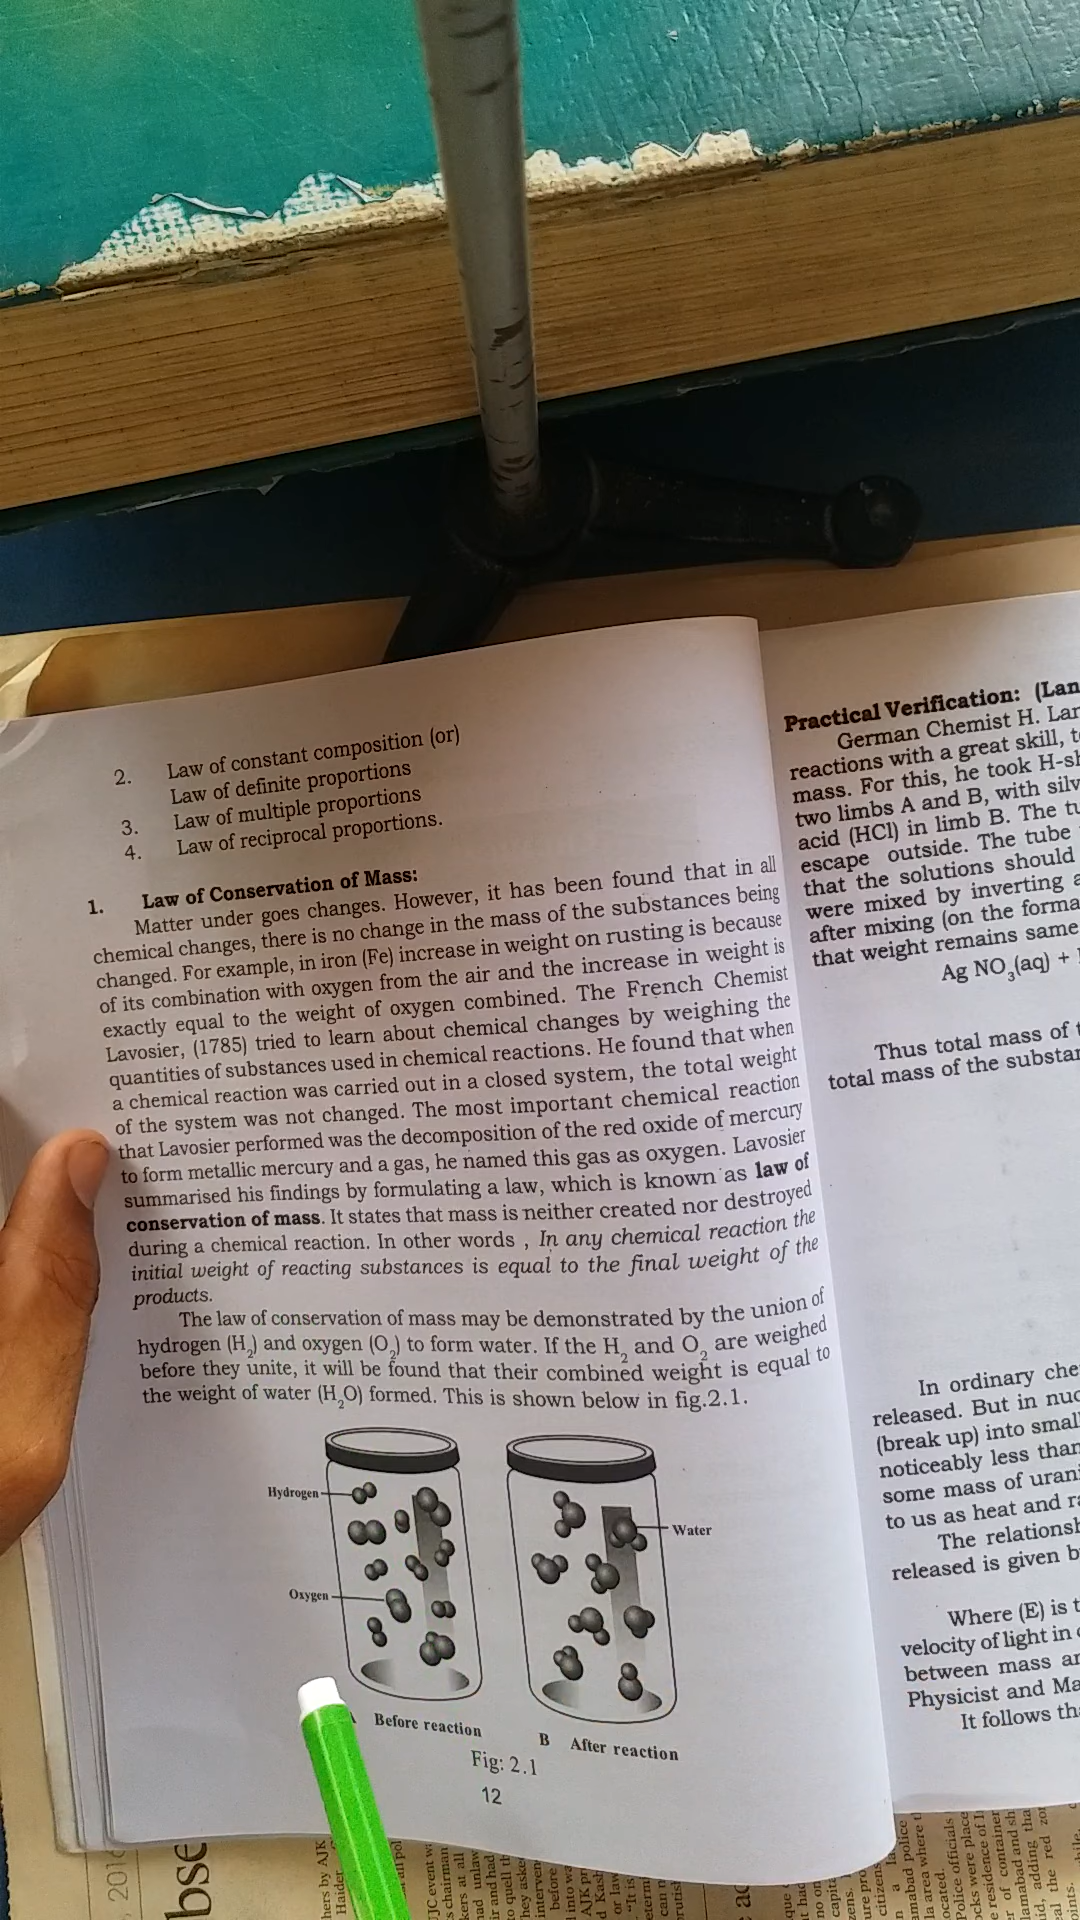 2. Law of constant composition (or)
Law of definite proportions
3. Law of multiple proportions
4. Law of reciprocal proportions.
1. Law of Conservation of Mass:
Matter under goes changes. However, it has been found that in all
chemical changes, there is no change in the mass of the substances being
changed. For example, in iron (Fe) increase in weight on rusting is because
of its combination with oxygen from the air and the increase in weight is
exactly equal to the weight of oxygen combined. The French Chemist
Lavosier, (1785) tried to learn about chemical changes by weighing the
quantities of substances used in chemical reactions. He found that when
a chemical reaction was carried out in a closed system, the total weight
of the system was not changed. The most important chemical reaction
that Lavosier performed was the decomposition of the red oxide of mercury
to form metallic mercury and a gas, he named this gas as oxygen. Lavosier
summarised his findings by formulating a law, which is known as law of
conservation of mass. It states that mass is neither created nor destroyed
during a chemical reaction. In other words , In any chemical reaction the
initial weight of reacting substances is equal to the final weight of the
products.
The law of conservation of mass may be demonstrated by the union of
hydrogen (H₂) and oxygen (O₂) to form water. If the H₂ and O₂ are weighed
before they unite, it will be found that their combined weight is equal to
the weight of water (H₂O) formed. This is shown below in fig.2.1.
Hydrogen
Oxygen
Water
Before reaction
B After reaction
Fig: 2.1
12
Practical Verification: (Lan
German Chemist H. Lan
reactions with a great skill, t
mass. For this, he took H-sh
two limbs A and B, with silv
acid (HCl) in limb B. The tu
escape outside. The tube
that the solutions should
were mixed by inverting a
after mixing (on the forma
that weight remains same
Ag NO₃(aq) +
Thus total mass of t
total mass of the substan
In ordinary che
released. But in nuc
(break up) into small
noticeably less than
some mass of urani
to us as heat and ra
The relationsh
released is given b
Where (E) is t
velocity of light in
between mass an
Physicist and Ma
It follows tha